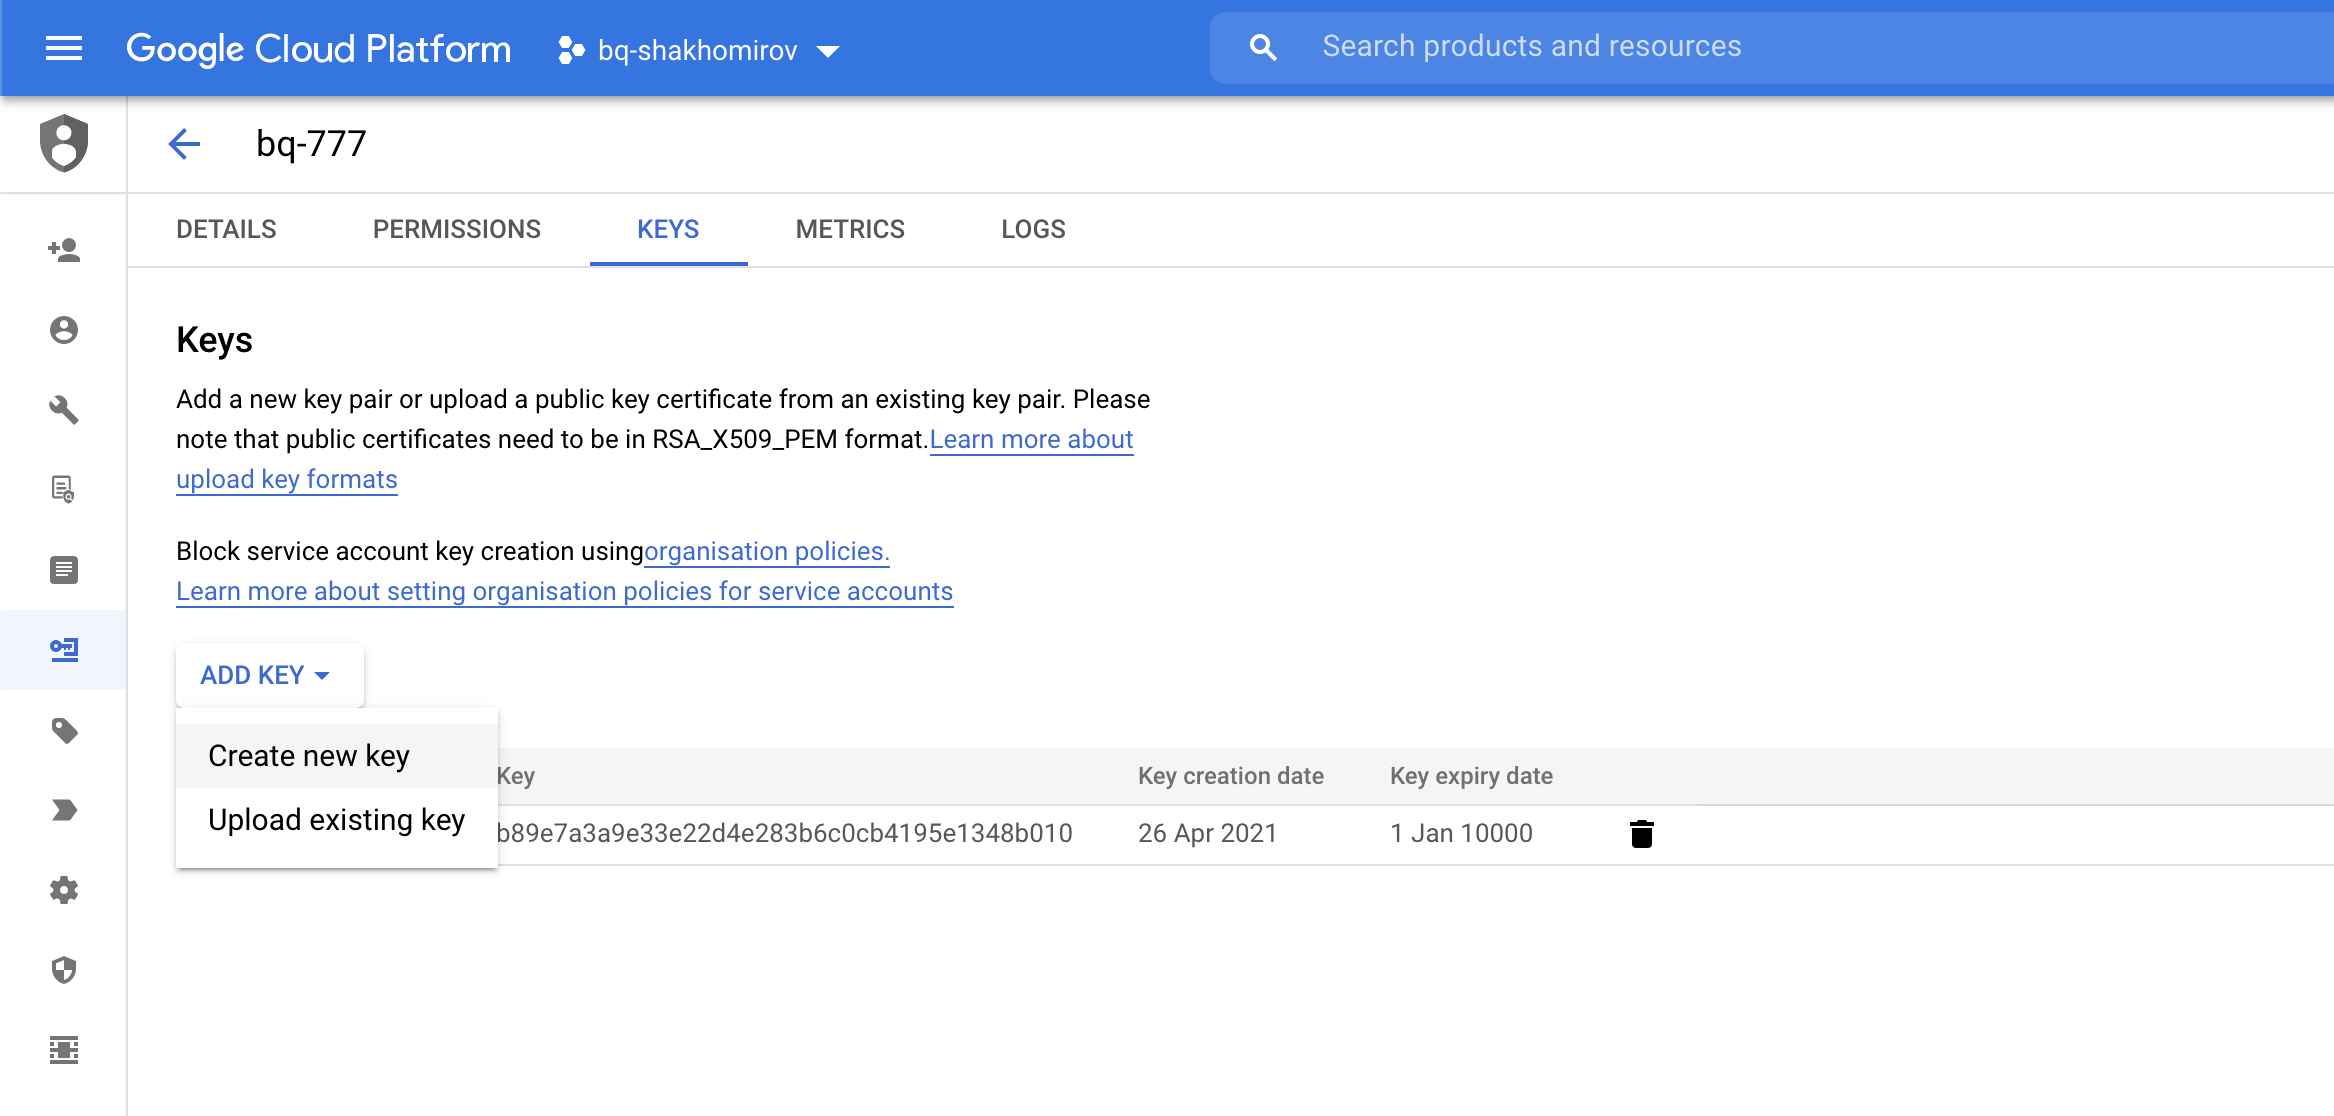 Google Cloud Platform
bq-shakhomirov
Search products and resources
bq-777
DETAILS
PERMISSIONS
KEYS
METRICS
LOGS
Keys
Add a new key pair or upload a public key certificate from an existing key pair. Please
note that public certificates need to be in RSA_X509_PEM format.Learn more about
upload key formats
Block service account key creation usingorganisation policies.
Learn more about setting organisation policies for service accounts
ADD KEY
Create new key
Upload existing key
Key
Key creation date
Key expiry date
b89e7a3a9e33e22d4e283b6c0cb4195e1348b010
26 Apr 2021
1 Jan 10000